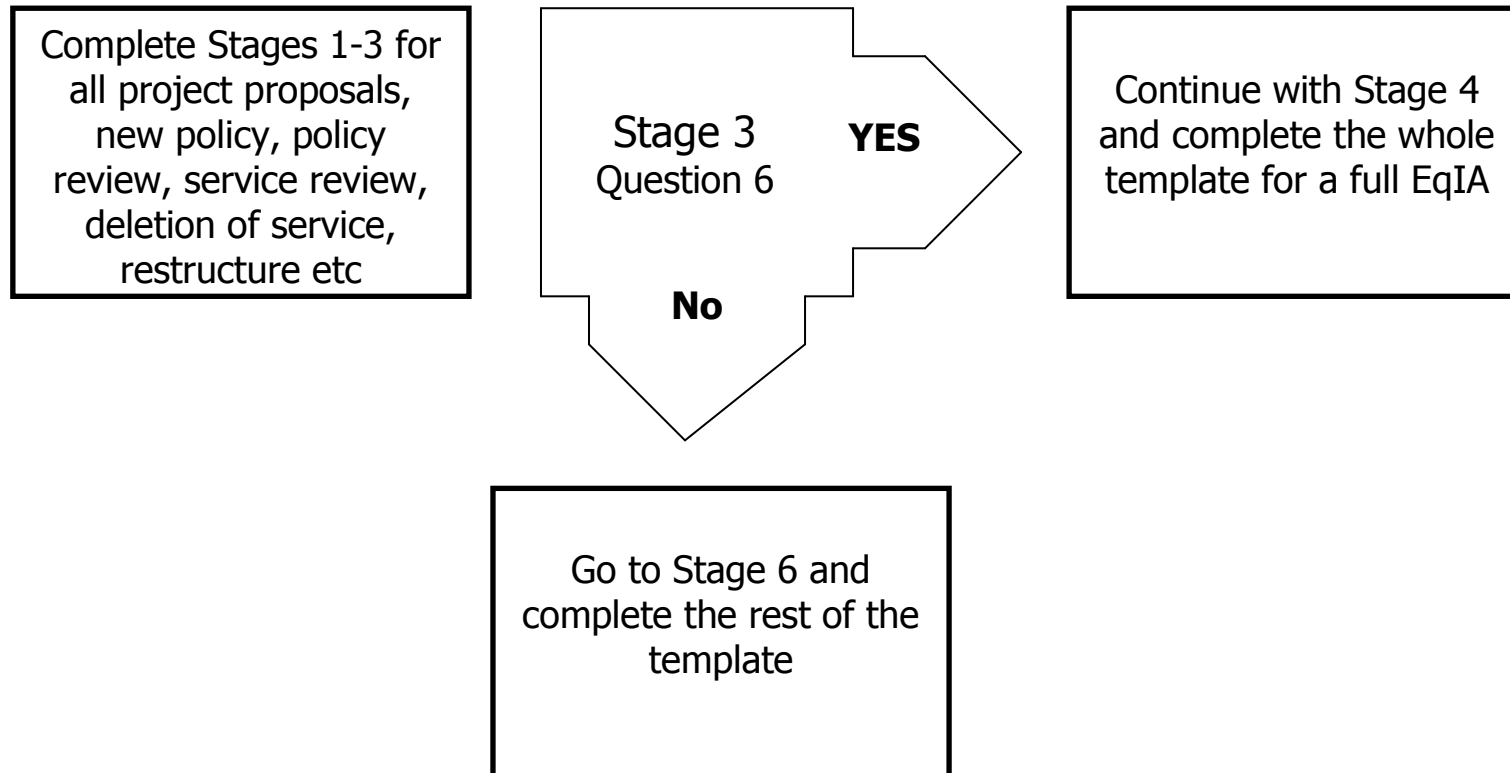 Complete Stages 1-3 for
all project proposals,
new policy, policy
review, service review,
deletion of service,
restructure etc
Stage 3
Question 6
YES
No
Continue with Stage 4
and complete the whole
template for a full EqIA
Go to Stage 6 and
complete the rest of the
template